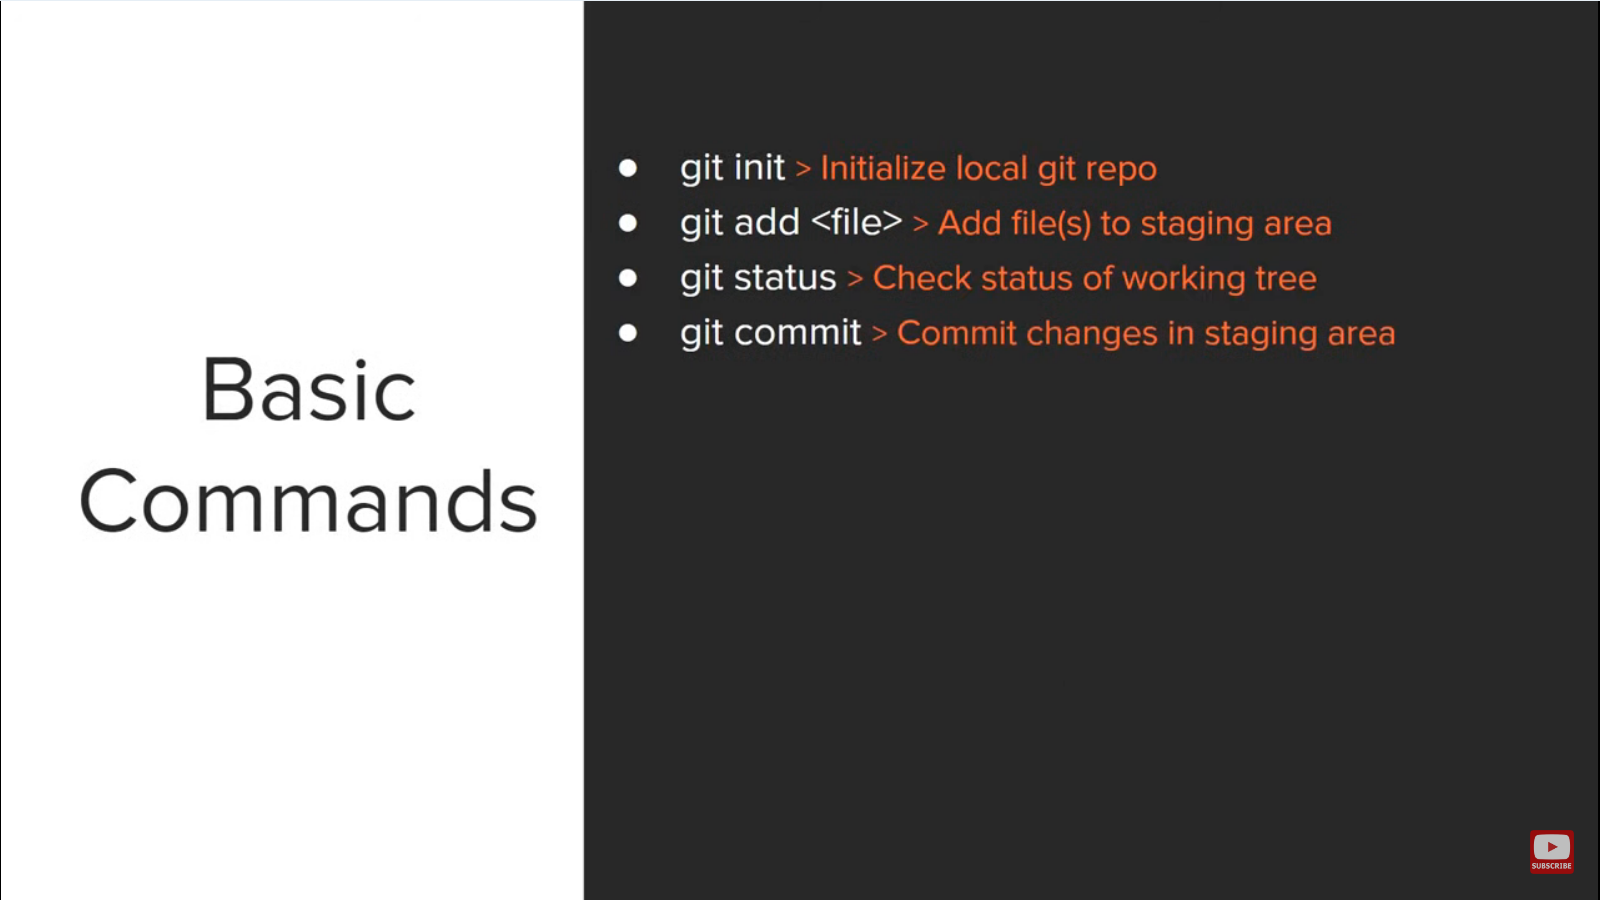 Basic
Commands
● git init > Initialize local git repo
● git add <file> > Add file(s) to staging area
● git status > Check status of working tree
● git commit > Commit changes in staging area
SUBSCRIBE